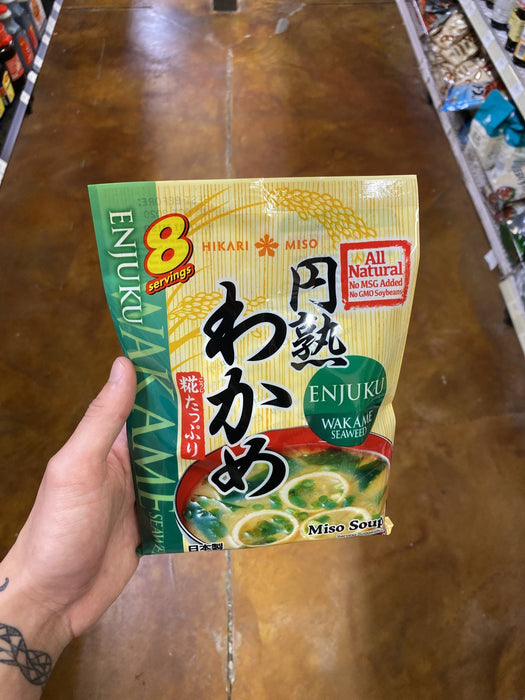 ENJUKU
WAKAME
SEAWEED
8
servings
HIKARI MISO
All
Natural
No MSG Added
No GMO Soybeans
円熟
わかめ
糀たっぷり
ENJUKU
WAKAME
SEAWEED
Miso Soup
日本製